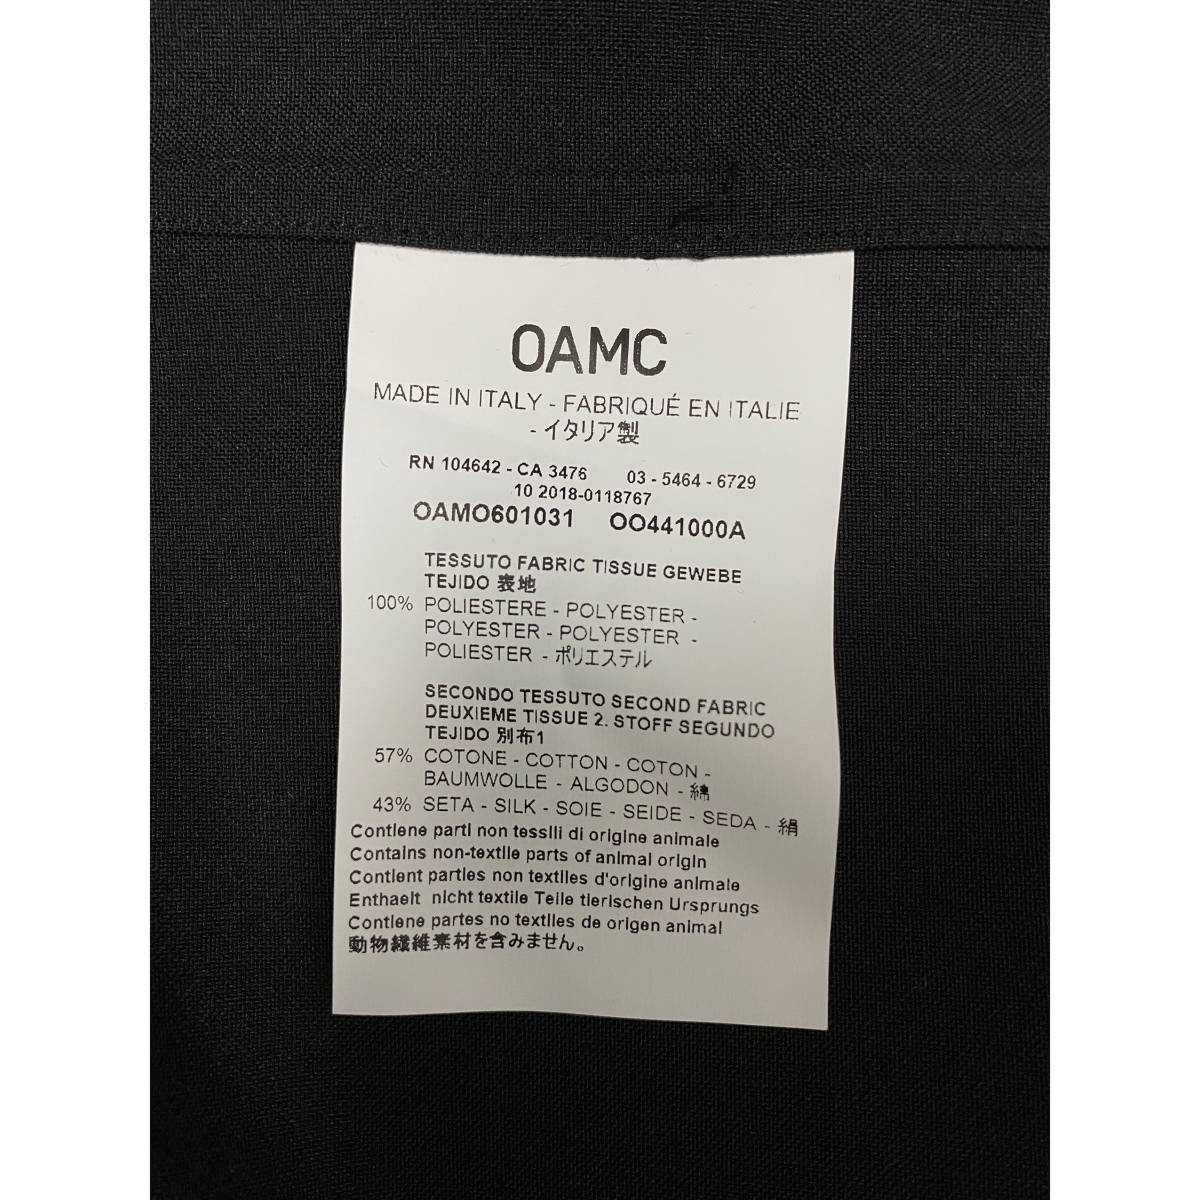 OAMC
MADE IN ITALY - FABRIQUÉ EN ITALIE
- イタリア製
RN 104642 - CA 3476 03 - 5464 - 6729
10 2018-0118767
OAMO601031 OO441000A
TESSUTO FABRIC TISSUE GEWEBE
TEJIDO 表地
100% POLIESTERE - POLYESTER -
POLYESTER - POLYESTER -
POLIESTER - ポリエステル
SECONDO TESSUTO SECOND FABRIC
DEUXIEME TISSUE 2. STOFF SEGUNDO
TEJIDO 別布1
57% COTONE - COTTON - COTON -
BAUMWOLLE - ALGODON - 綿
43% SETA - SILK - SOIE - SEIDE - SEDA - 絹
Contiene parti non tessili di origine animale
Contains non-textile parts of animal origin
Contient parties non textiles d'origine animale
Enthaelt nicht textile Teile tierischen Ursprungs
Contiene partes no textiles de origen animal
動物繊維素材を含みません。